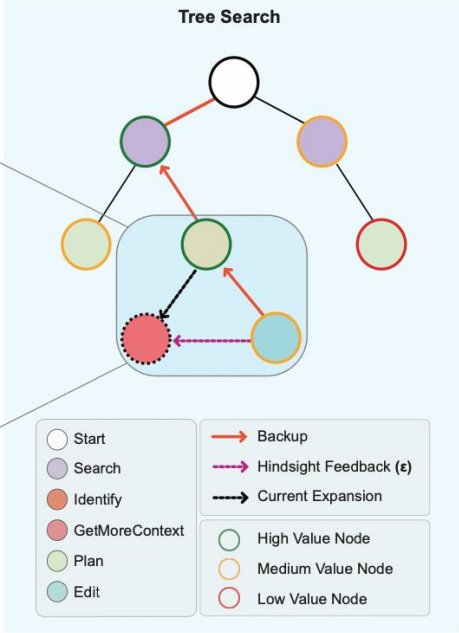 Tree Search
Start
Search
Identify
GetMoreContext
Plan
Edit
Backup
Hindsight Feedback (ε)
Current Expansion
High Value Node
Medium Value Node
Low Value Node